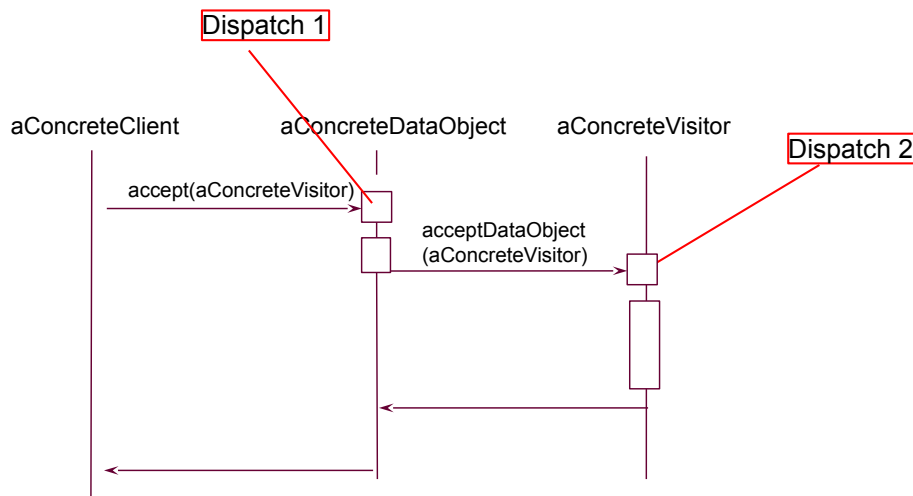 Dispatch 1
aConcreteClient
aConcreteDataObject
aConcreteVisitor
Dispatch 2
accept(aConcreteVisitor)
acceptDataObject
(aConcreteVisitor)